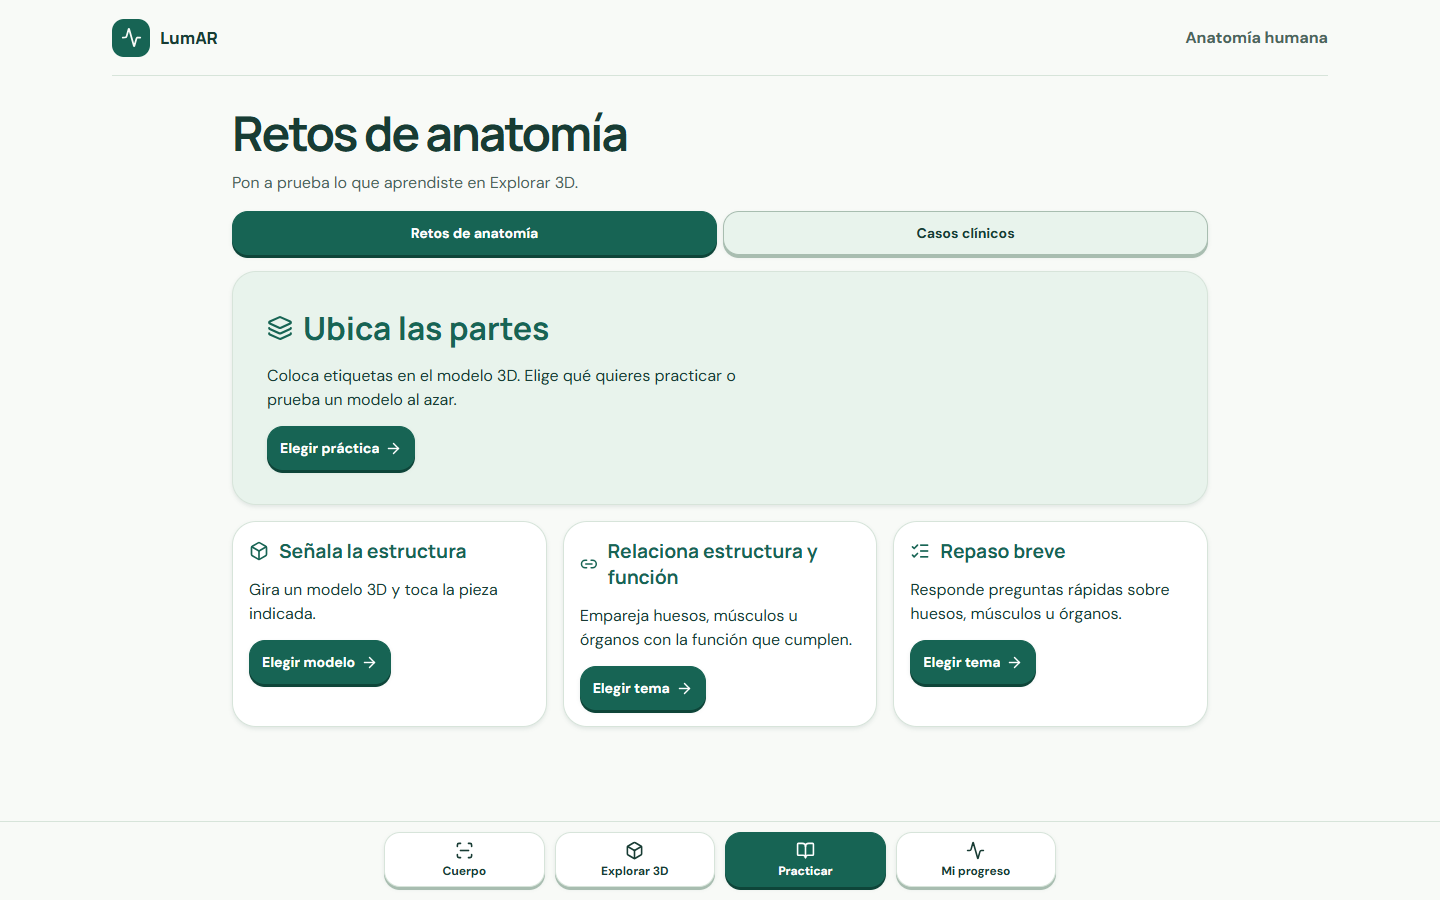 LumAR
Anatomía humana
Retos de anatomía
Pon a prueba lo que aprendiste en Explorar 3D.
Retos de anatomía
Casos clínicos
Ubica las partes
Coloca etiquetas en el modelo 3D. Elige qué quieres practicar o
prueba un modelo al azar.
Elegir práctica
Señala la estructura
Gira un modelo 3D y toca la pieza
indicada.
Elegir modelo
Relaciona estructura y
función
Empareja huesos, músculos u
órganos con la función que cumplen.
Elegir tema
Repaso breve
Responde preguntas rápidas sobre
huesos, músculos u órganos.
Elegir tema
Cuerpo
Explorar 3D
Practicar
Mi progreso